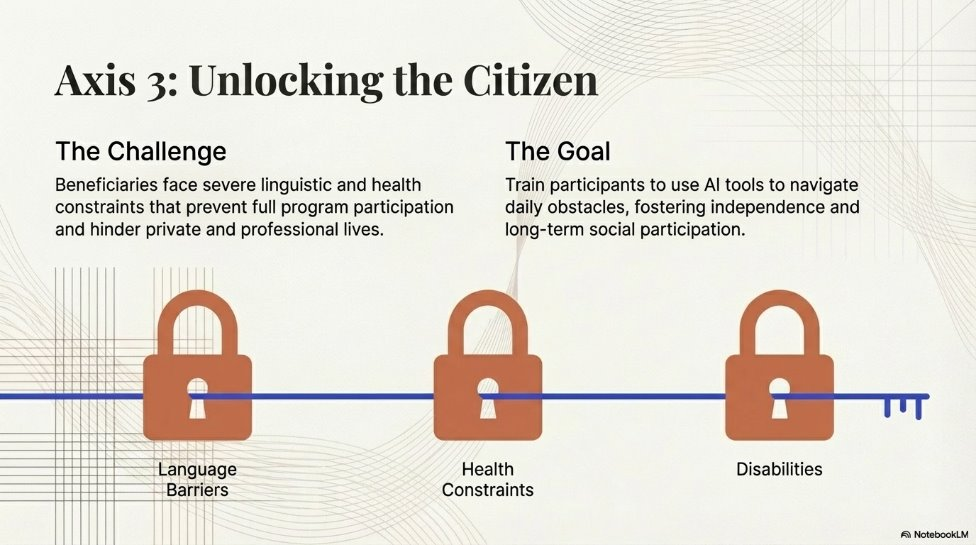 Axis 3: Unlocking the Citizen
The Challenge
Beneficiaries face severe linguistic and health
constraints that prevent full program participation
and hinder private and professional lives.
The Goal
Train participants to use AI tools to navigate
daily obstacles, fostering independence and
long-term social participation.
Language
Barriers
Health
Constraints
Disabilities
NotebookLM